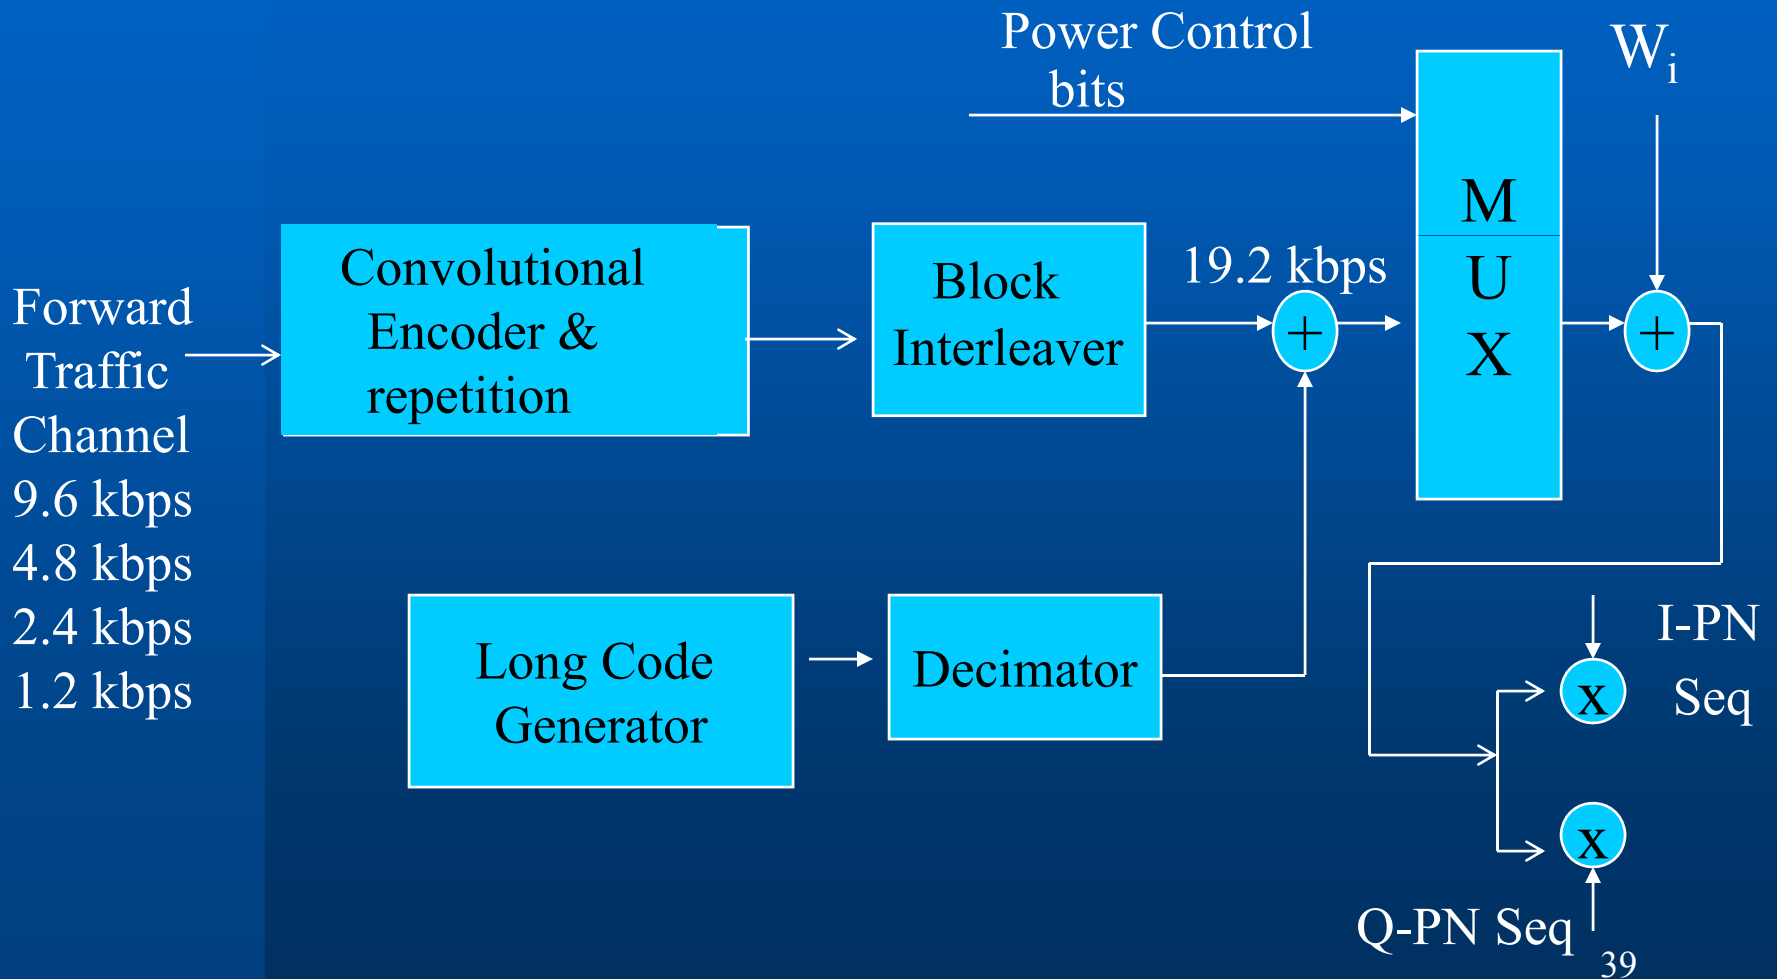 Power Control
bits
W_i
M
U
X
Convolutional
Encoder &
repetition
Block
Interleaver
19.2 kbps
+
+
Forward
Traffic
Channel
9.6 kbps
4.8 kbps
2.4 kbps
1.2 kbps
Long Code
Generator
Decimator
I-PN
Seq
x
x
Q-PN Seq
39